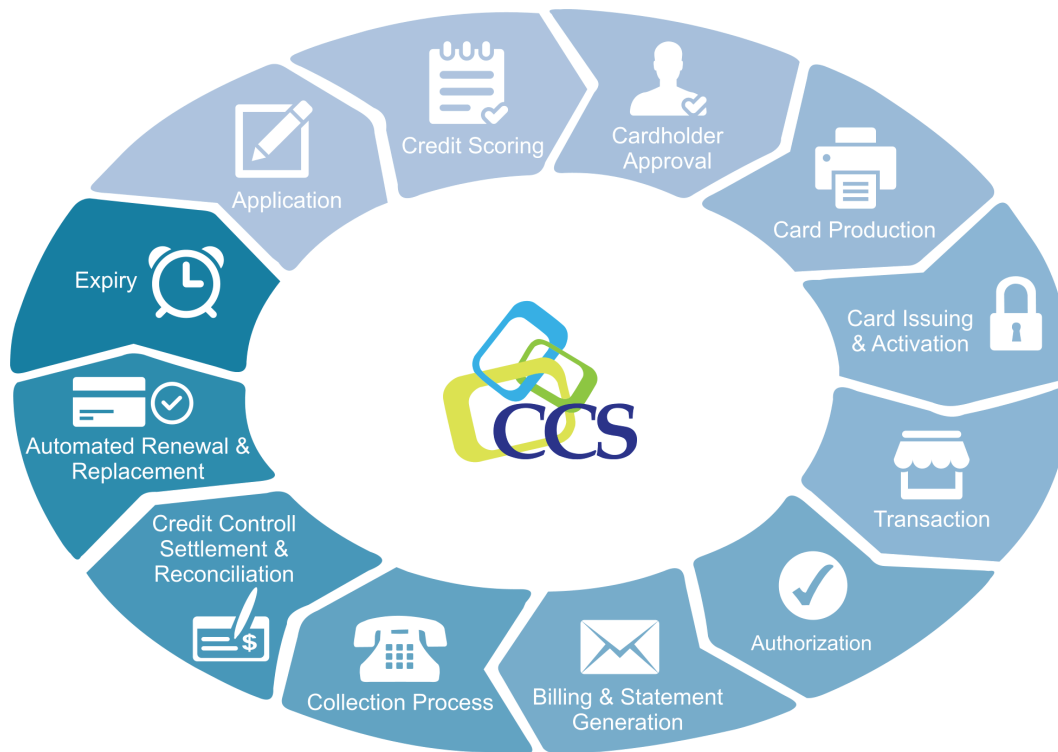 Application
Credit Scoring
Cardholder
Approval
Card Production
Card Issuing
& Activation
Transaction
Authorization
Billing & Statement
Generation
Collection Process
Credit Controll
Settlement &
Reconciliation
$
Automated Renewal &
Replacement
Expiry
CCS